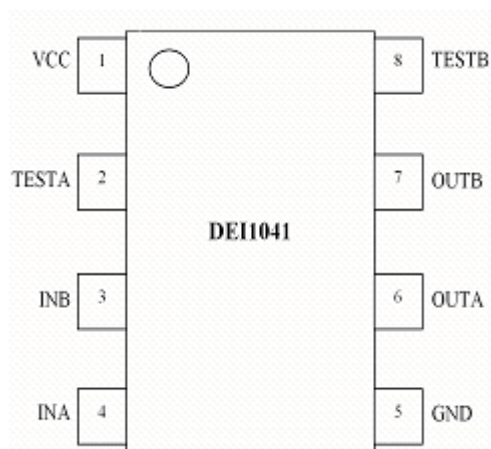 VCC 1 8 TESTB
TESTA 2 7 OUTB
DEI1041
INB 3 6 OUTA
INA 4 5 GND